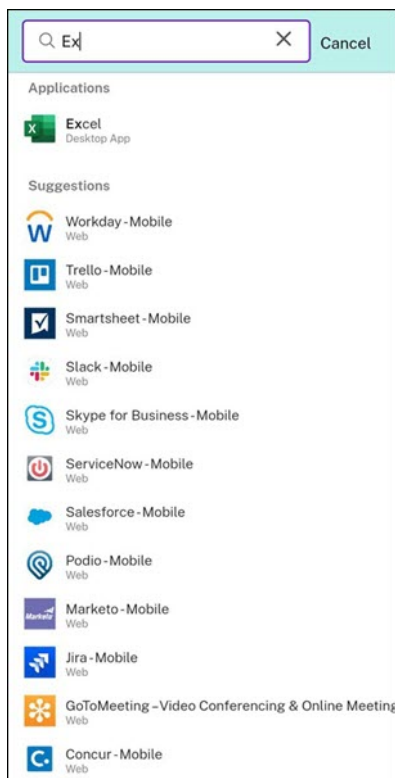 Ex
Cancel
Applications
Excel
Desktop App
Suggestions
Workday-Mobile
Web
Trello-Mobile
Web
Smartsheet-Mobile
Web
Slack-Mobile
Web
Skype for Business-Mobile
Web
ServiceNow-Mobile
Web
Salesforce-Mobile
Web
Podio-Mobile
Web
Marketo
Marketo-Mobile
Web
Jira-Mobile
Web
GoToMeeting – Video Conferencing & Online Meeting
Web
Concur-Mobile
Web